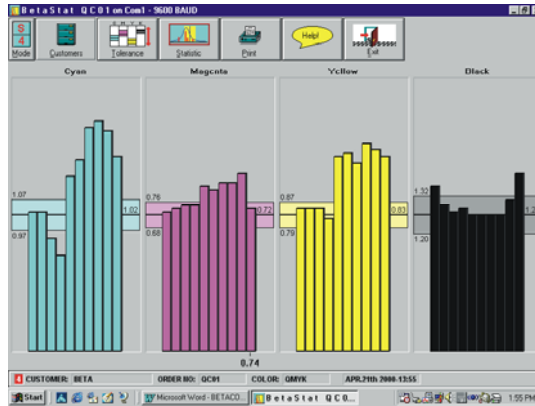 BetaStat QC01 on Com1 - 9600 BAUD
S
4
Mode
Customers
Tolerance
Statistic
Print
Help!
Exit
Cyan
Magenta
Yellow
Black
1.07
1.02
0.97
0.76
0.72
0.68
0.87
0.83
0.79
1.32
1.2
1.20
0.74
4 CUSTOMER: BETA ORDER NO: QC01 COLOR: QMYK APR.21th 2000-13:55
Start
Microsoft Word - BETACO...
BetaStat QC0...
1:55 PM